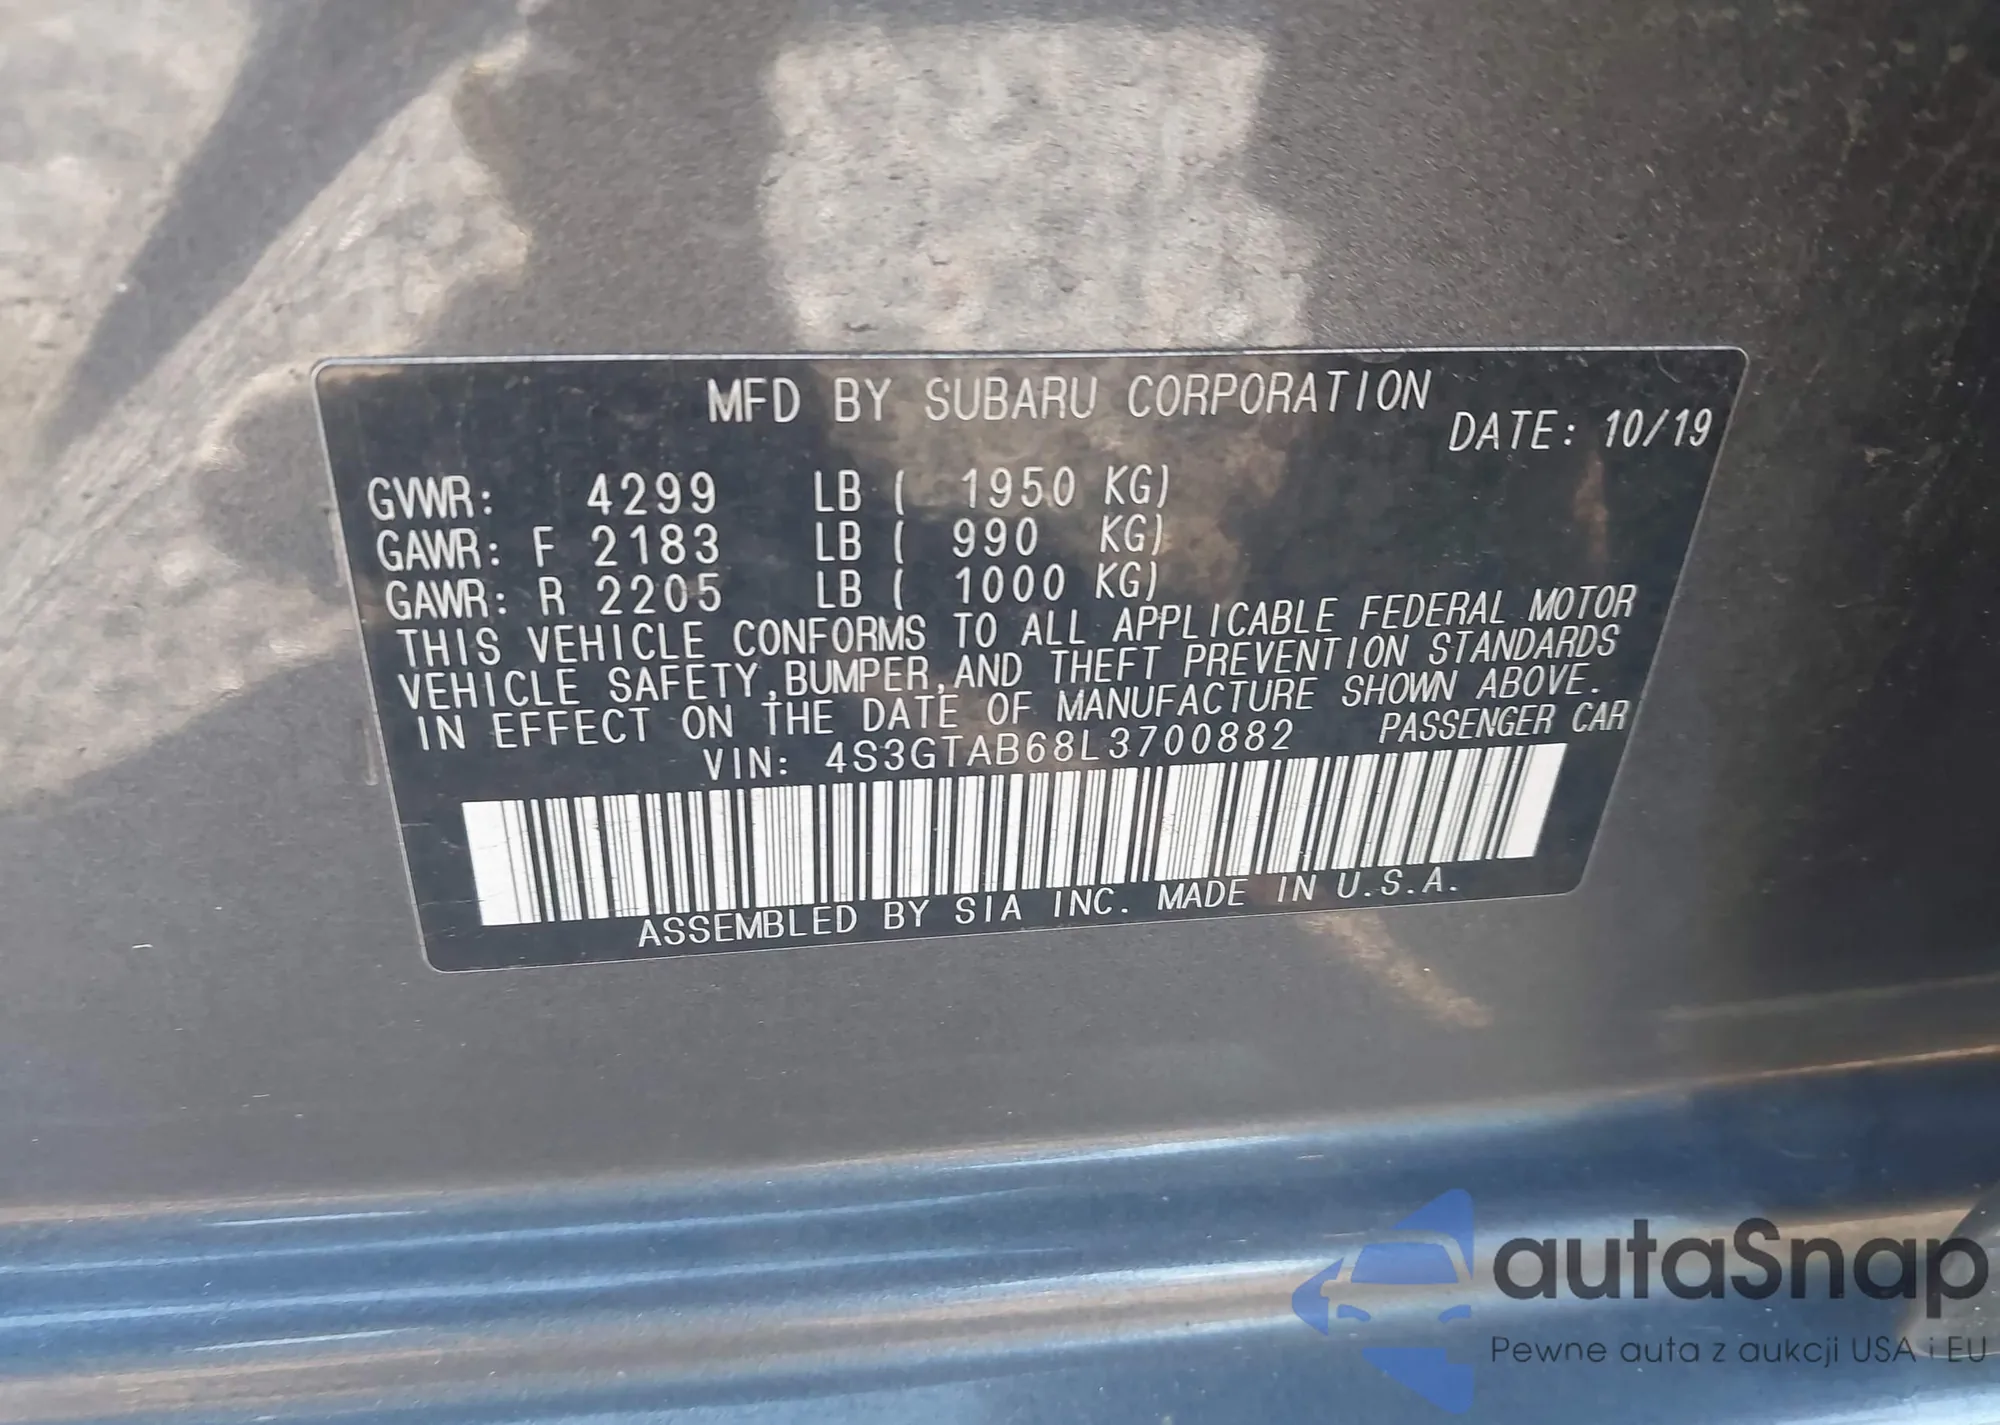 MFD BY SUBARU CORPORATION
DATE: 10/19
GVWR: 4299 LB ( 1950 KG)
GAWR: F 2183 LB ( 990 KG)
GAWR: R 2205 LB ( 1000 KG)
THIS VEHICLE CONFORMS TO ALL APPLICABLE FEDERAL MOTOR
VEHICLE SAFETY,BUMPER,AND THEFT PREVENTION STANDARDS
IN EFFECT ON THE DATE OF MANUFACTURE SHOWN ABOVE.
VIN: 4S3GTAB68L3700882 PASSENGER CAR
ASSEMBLED BY SIA INC. MADE IN U.S.A.
autaSnap
Pewne auta z aukcji USA i EU